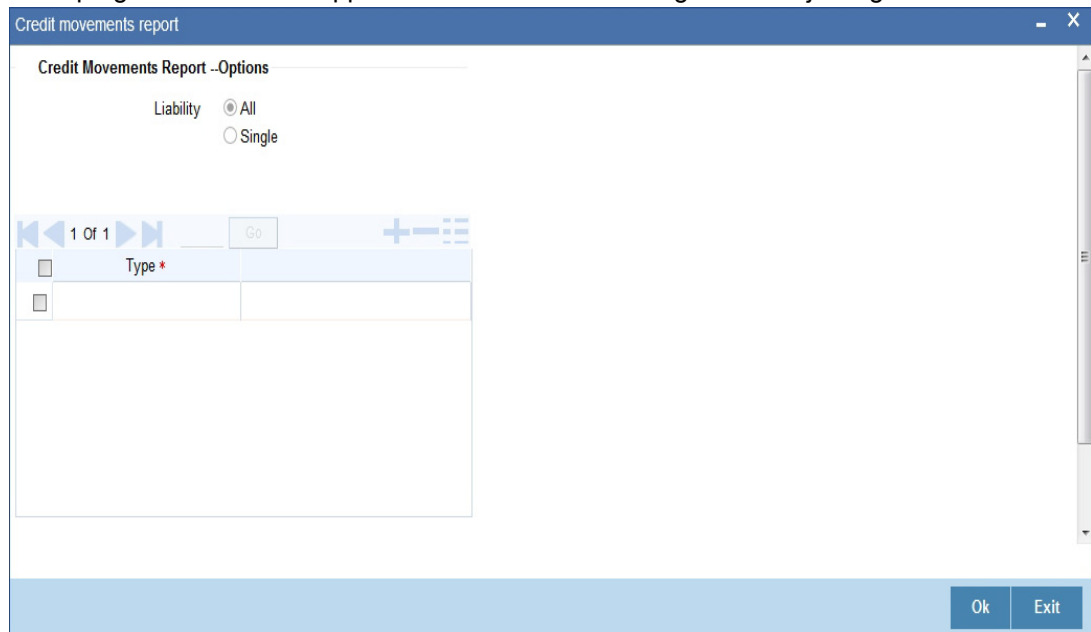 Credit movements report
Credit Movements Report --Options
Liability All
Single
1 Of 1 Go
Type *
Ok Exit